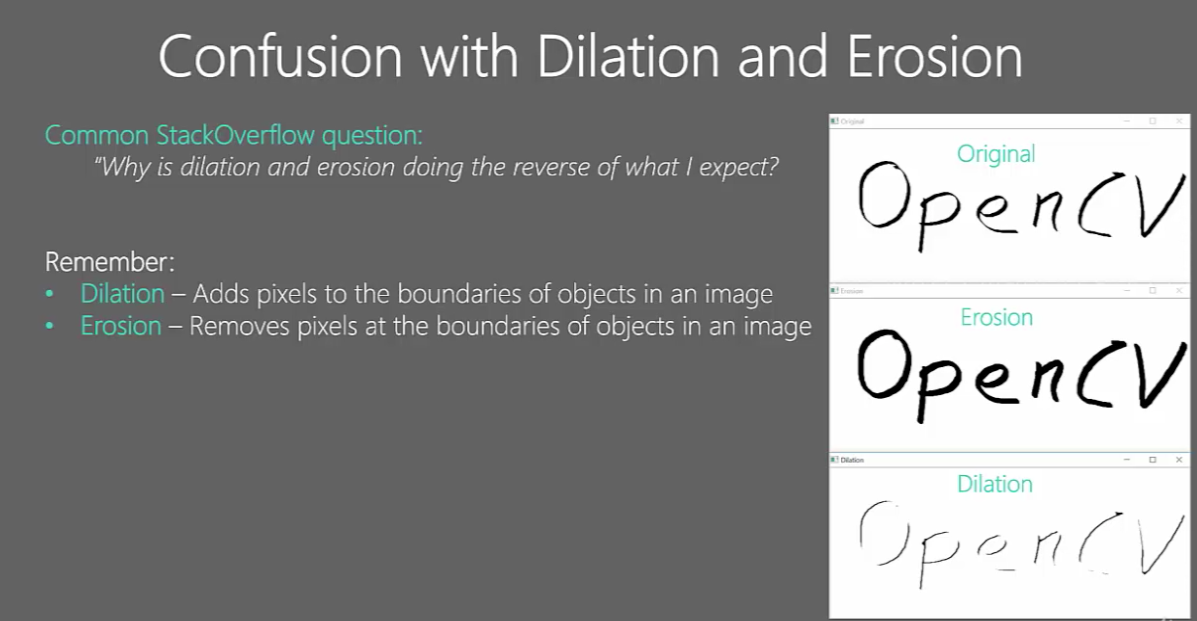 Confusion with Dilation and Erosion
Common StackOverflow question:
"Why is dilation and erosion doing the reverse of what I expect?
Remember:
• Dilation – Adds pixels to the boundaries of objects in an image
• Erosion – Removes pixels at the boundaries of objects in an image
Original
Original
OpenCV
Erosion
Erosion
OpenCV
Dilation
Dilation
OpenCV